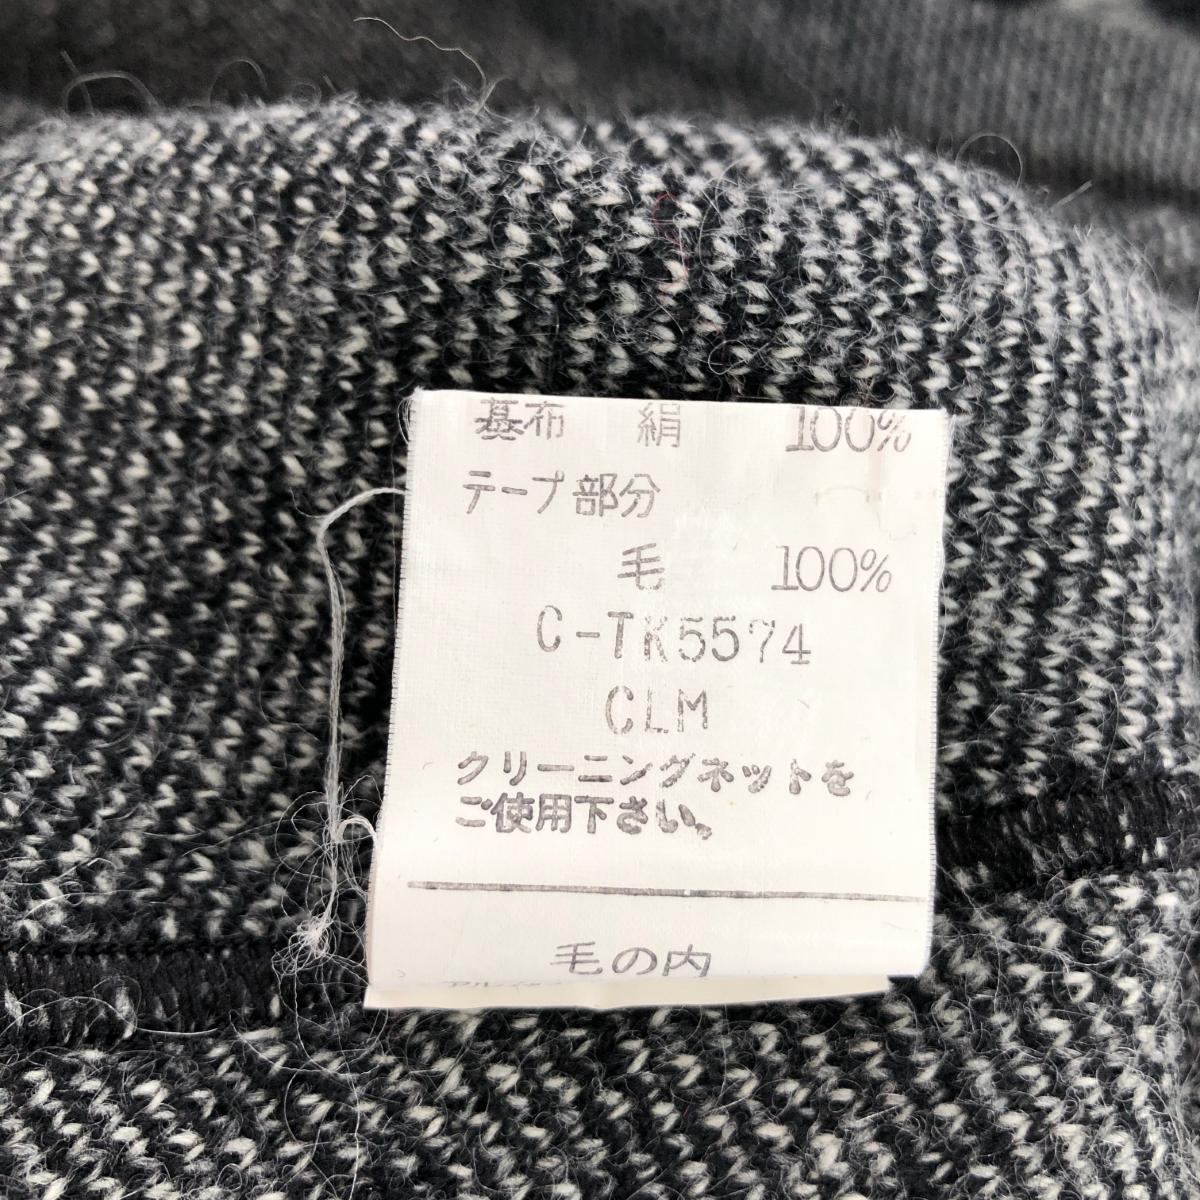 基布 絹 100%
テープ部分
毛 100%
C-TK5574
CLM
クリーニングネットを
ご使用下さい。
毛の内